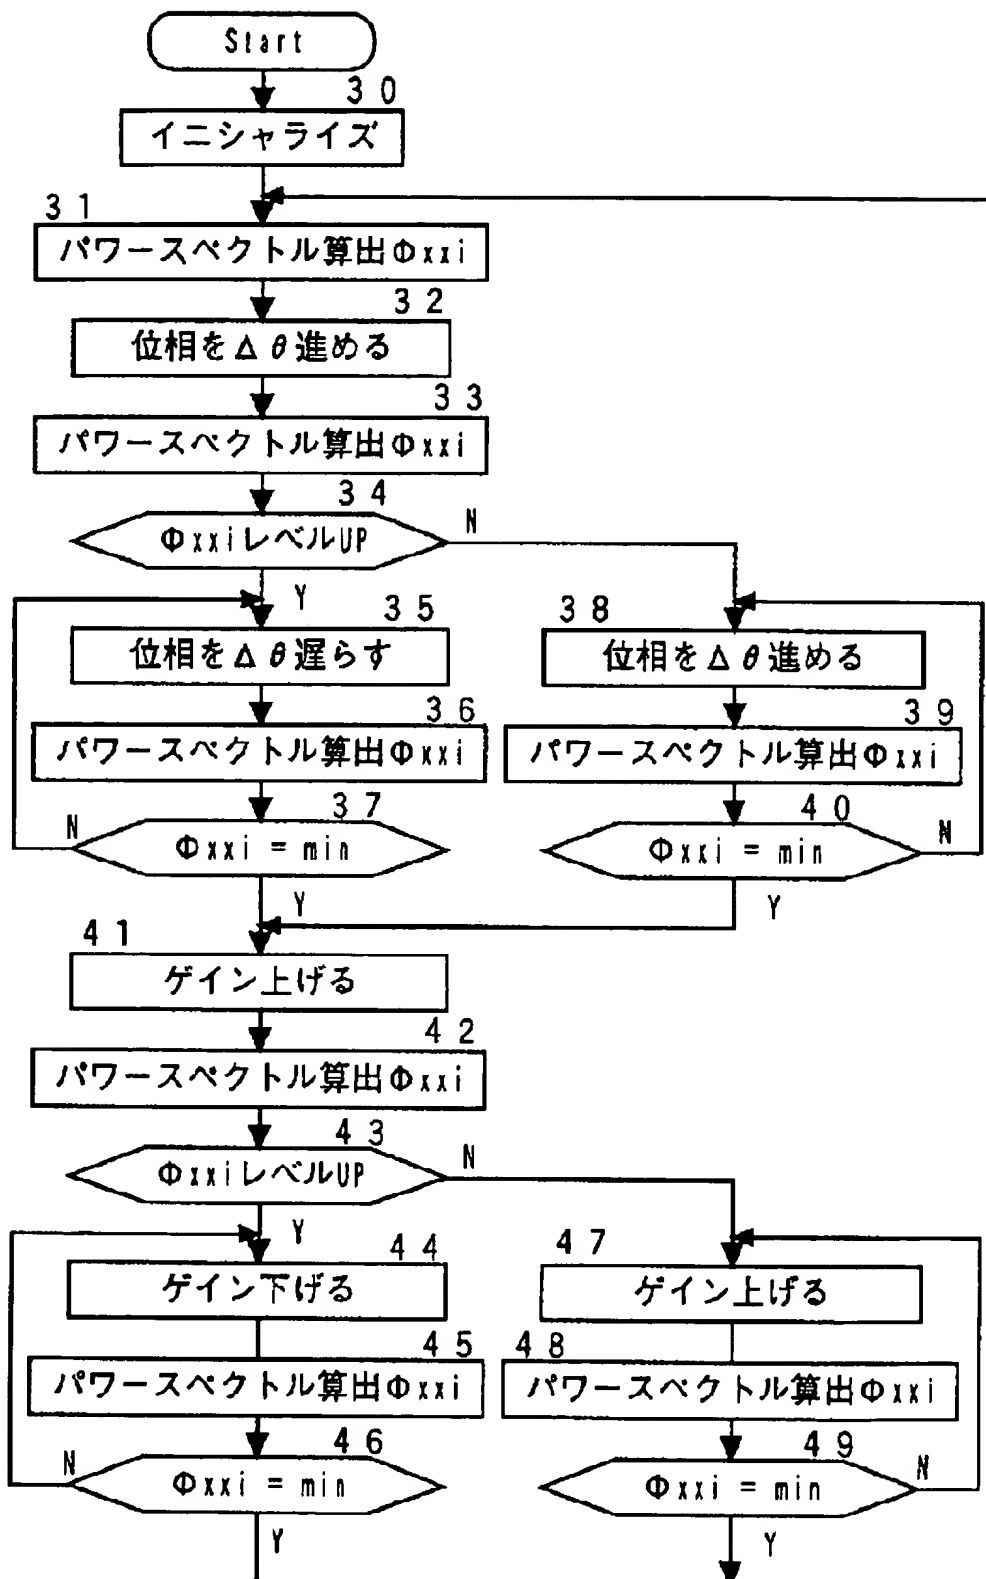 Start
30
イニシャライズ
31
パワースペクトル算出Φxxi
32
位相をΔθ進める
33
パワースペクトル算出Φxxi
34
ΦxxiレベルUP
N
Y
35
位相をΔθ遅らす
38
位相をΔθ進める
36
パワースペクトル算出Φxxi
39
パワースペクトル算出Φxxi
37
Φxxi = min
N
Y
40
Φxxi = min
N
Y
41
ゲイン上げる
42
パワースペクトル算出Φxxi
43
ΦxxiレベルUP
N
Y
44
ゲイン下げる
47
ゲイン上げる
45
パワースペクトル算出Φxxi
48
パワースペクトル算出Φxxi
46
Φxxi = min
N
Y
49
Φxxi = min
N
Y